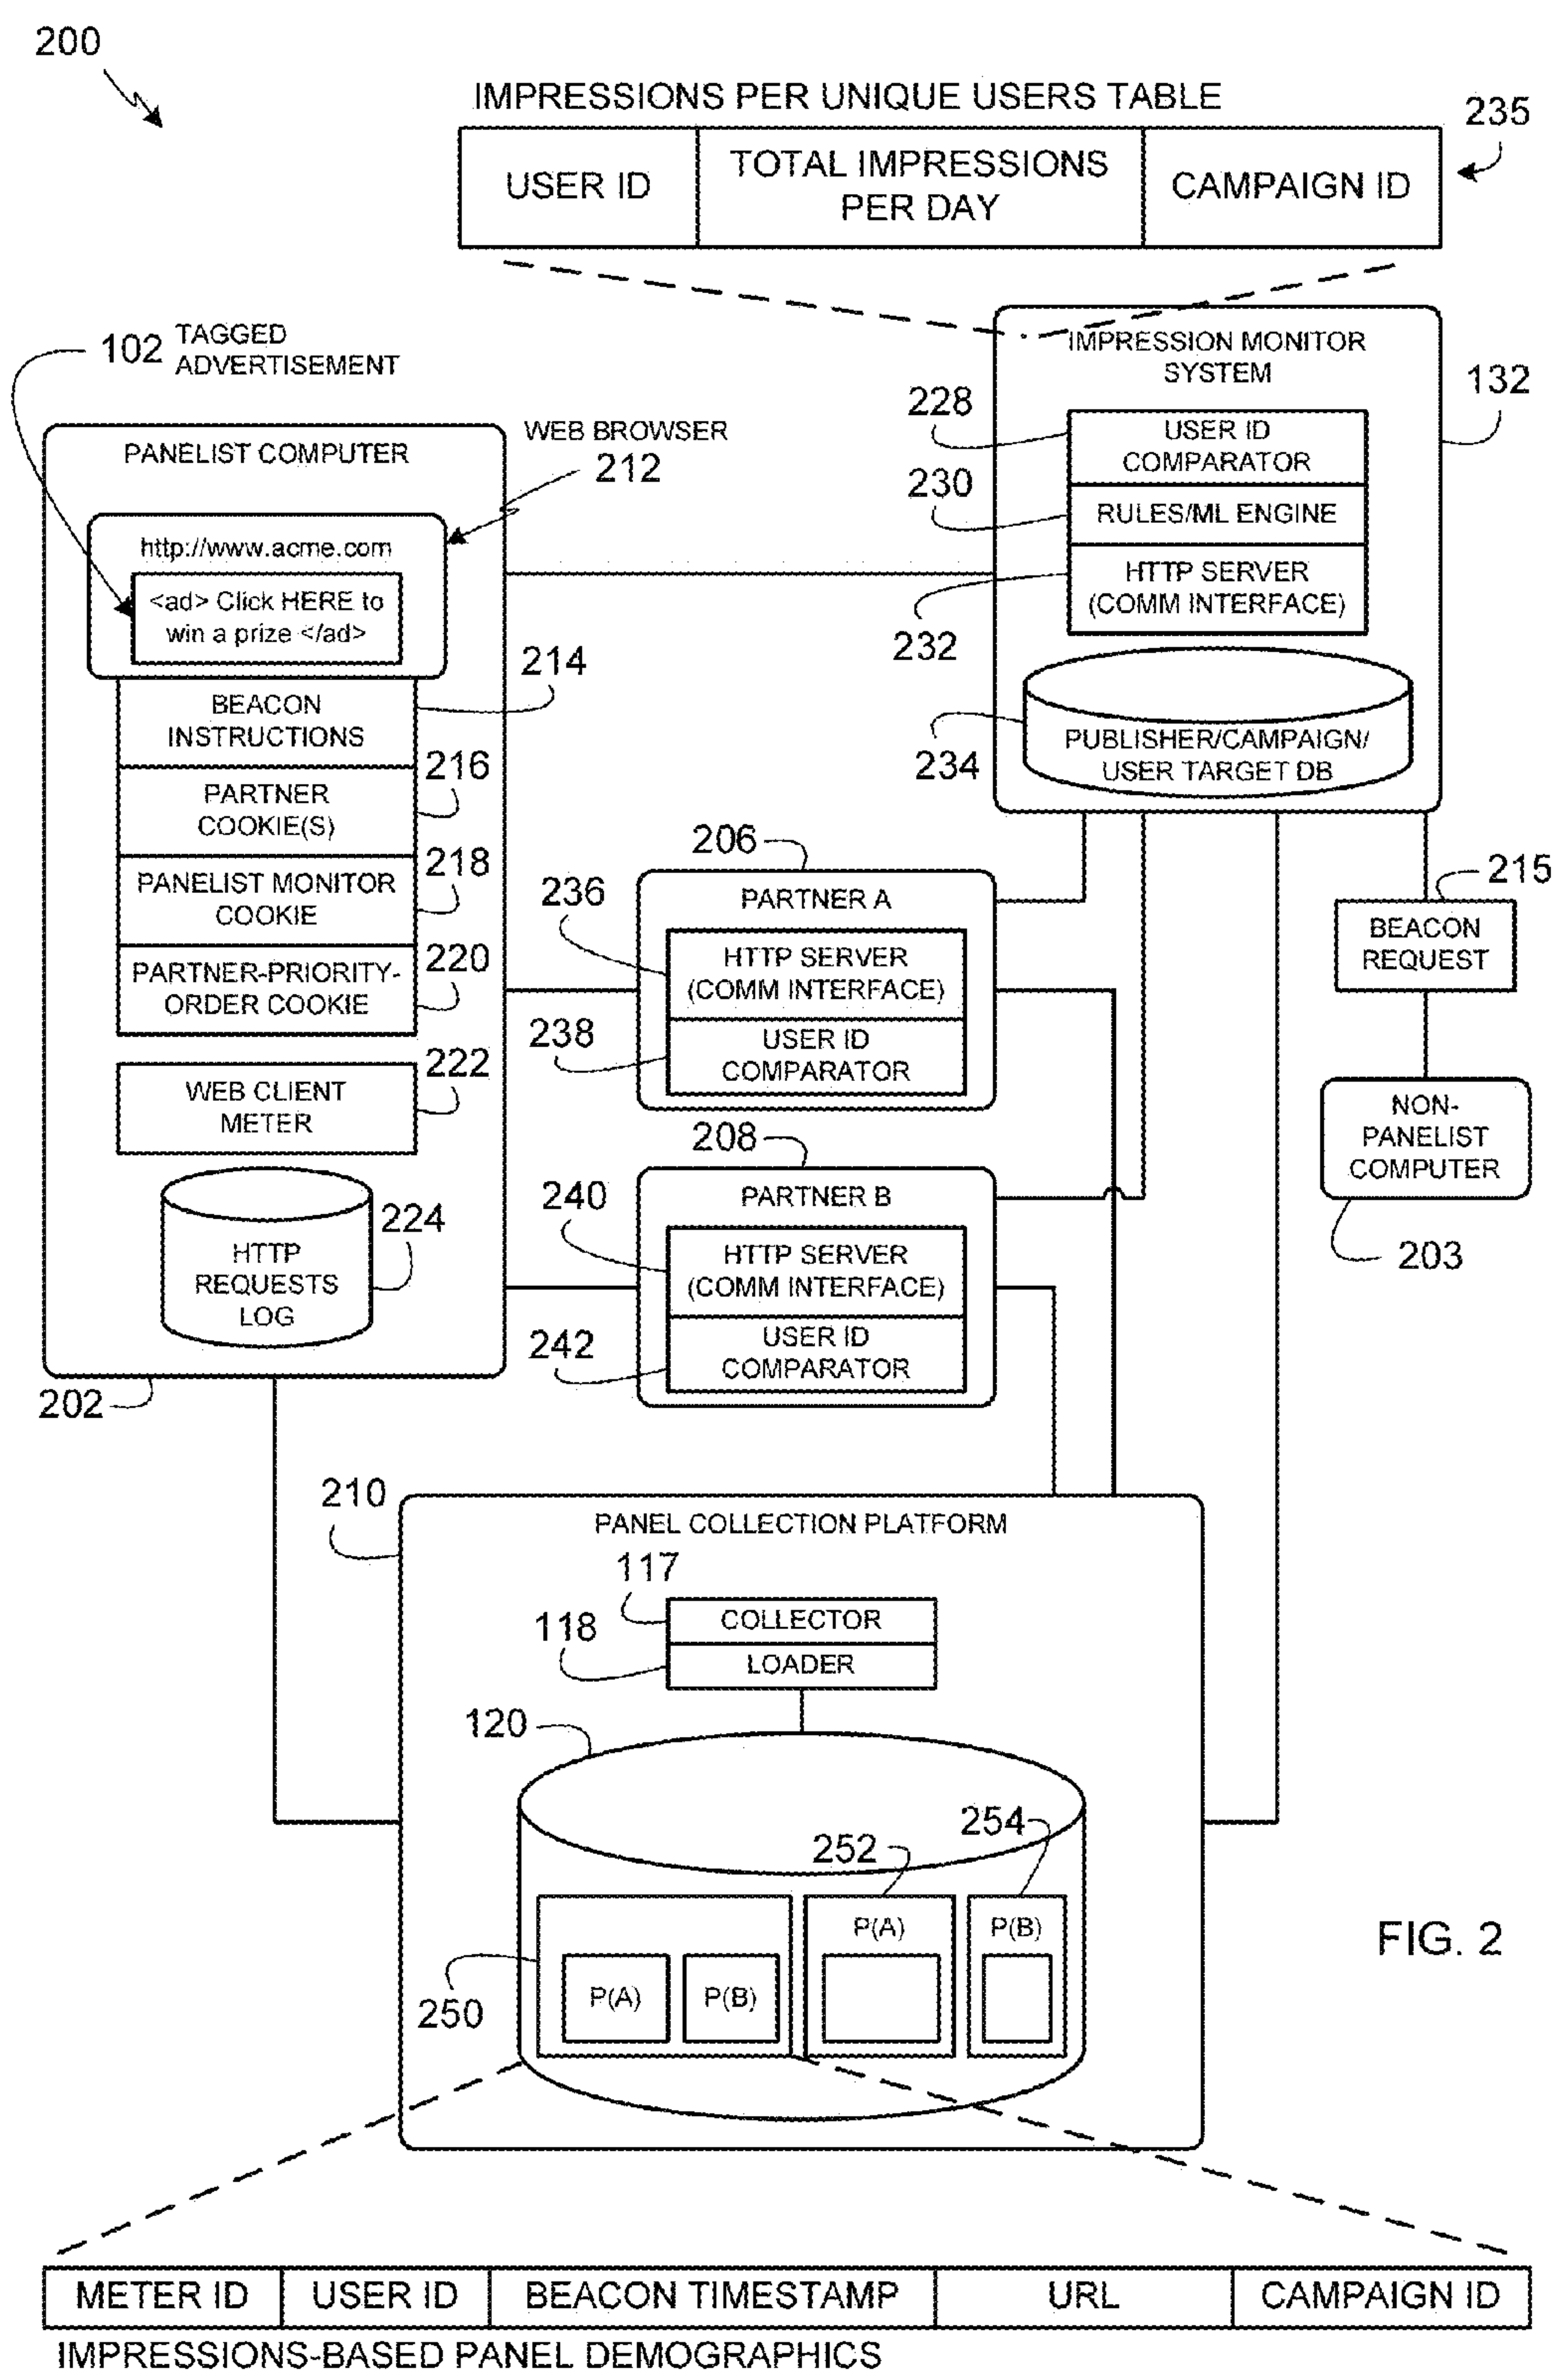 200
IMPRESSIONS PER UNIQUE USERS TABLE
235
USER ID
TOTAL IMPRESSIONS
PER DAY
CAMPAIGN ID
102
TAGGED
ADVERTISEMENT
IMPRESSION MONITOR
SYSTEM
132
228
USER ID
COMPARATOR
230
RULES/ML ENGINE
HTTP SERVER
(COMM INTERFACE)
232
234
PUBLISHER/CAMPAIGN/
USER TARGET DB
WEB BROWSER
212
PANELIST COMPUTER
http://www.acme.com
<ad> Click HERE to
win a prize </ad>
214
BEACON
INSTRUCTIONS
216
PARTNER
COOKIE(S)
218
PANELIST MONITOR
COOKIE
220
PARTNER-PRIORITY-
ORDER COOKIE
222
WEB CLIENT
METER
224
HTTP
REQUESTS
LOG
202
206
PARTNER A
236
HTTP SERVER
(COMM INTERFACE)
238
USER ID
COMPARATOR
208
PARTNER B
240
HTTP SERVER
(COMM INTERFACE)
242
USER ID
COMPARATOR
215
BEACON
REQUEST
NON-
PANELIST
COMPUTER
203
210
PANEL COLLECTION PLATFORM
117
COLLECTOR
118
LOADER
120
252
254
P(A)
P(B)
250
P(A)
P(B)
FIG. 2
METER ID
USER ID
BEACON TIMESTAMP
URL
CAMPAIGN ID
IMPRESSIONS-BASED PANEL DEMOGRAPHICS